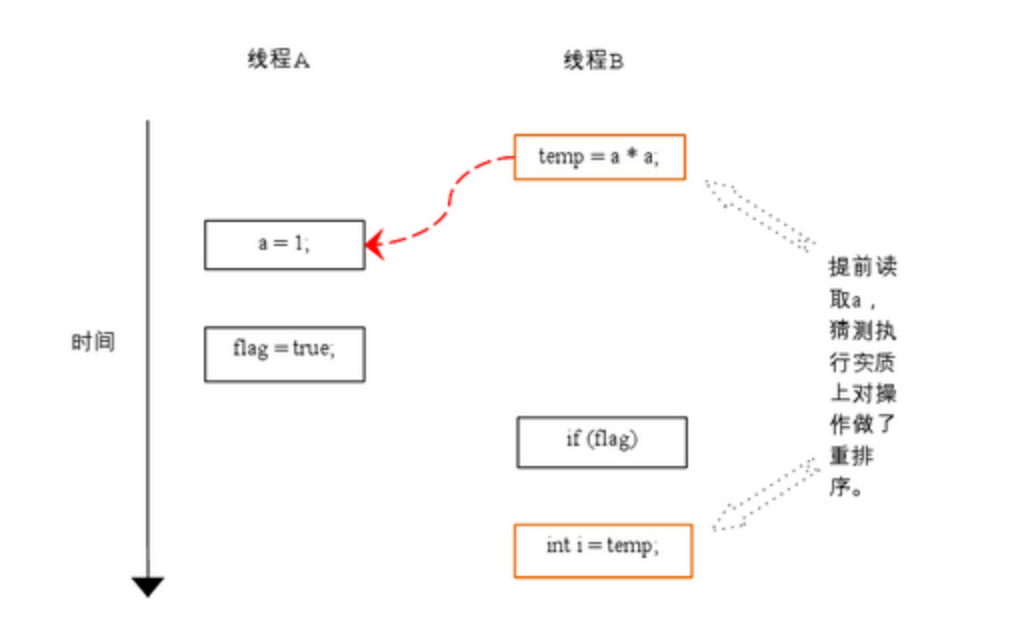 线程A
线程B
temp = a * a;
a = 1;
时间
flag = true;
if (flag)
int i = temp;
提前读
取a，
猜测执
行实质
上对操
作做了
重排
序。